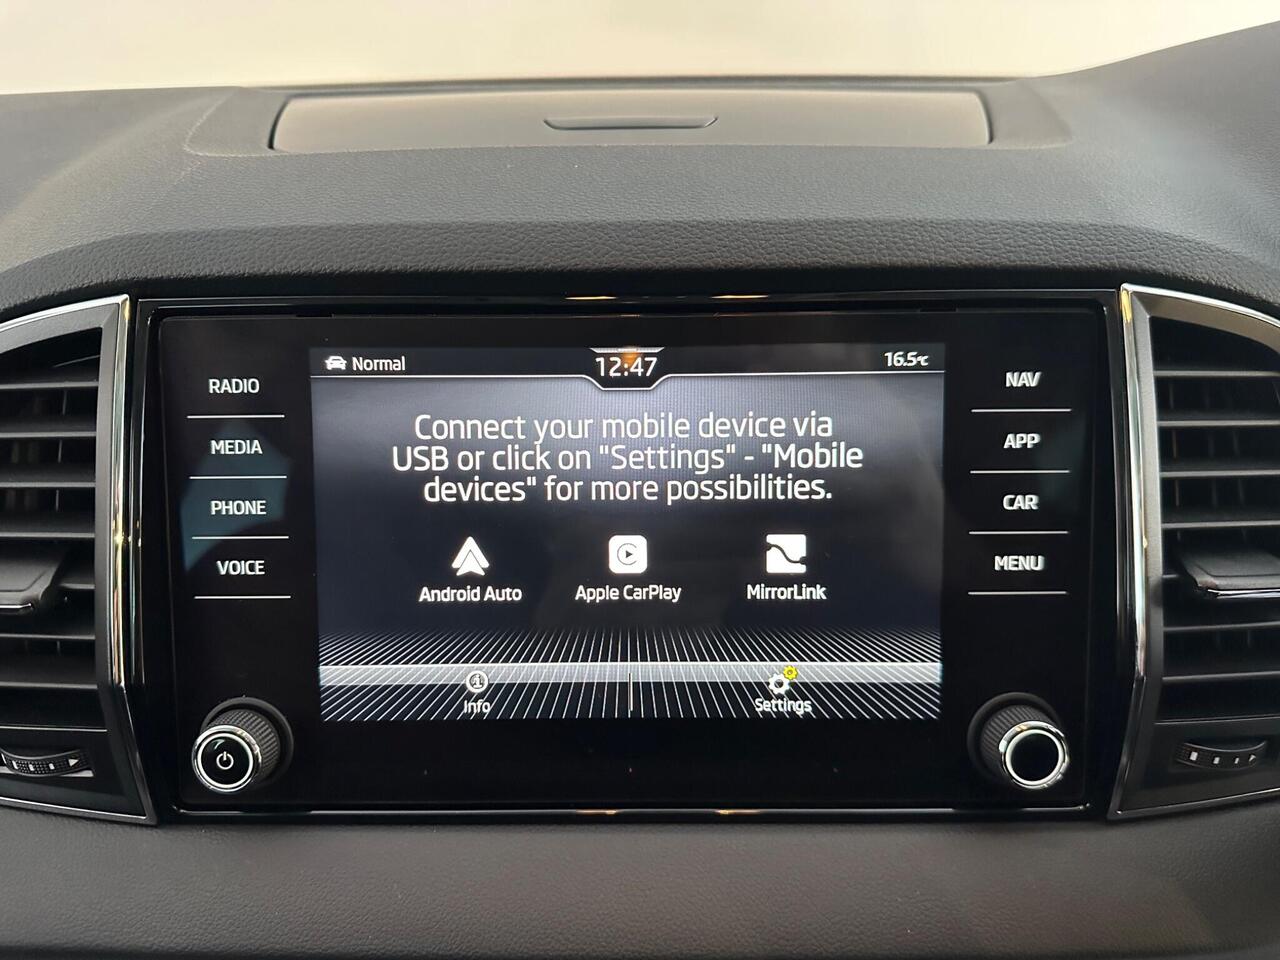 Normal
12:47
16.5°C
RADIO
MEDIA
PHONE
VOICE
Connect your mobile device via
USB or click on "Settings" - "Mobile
devices" for more possibilities.
Android Auto
Apple CarPlay
MirrorLink
Info
Settings
NAV
APP
CAR
MENU